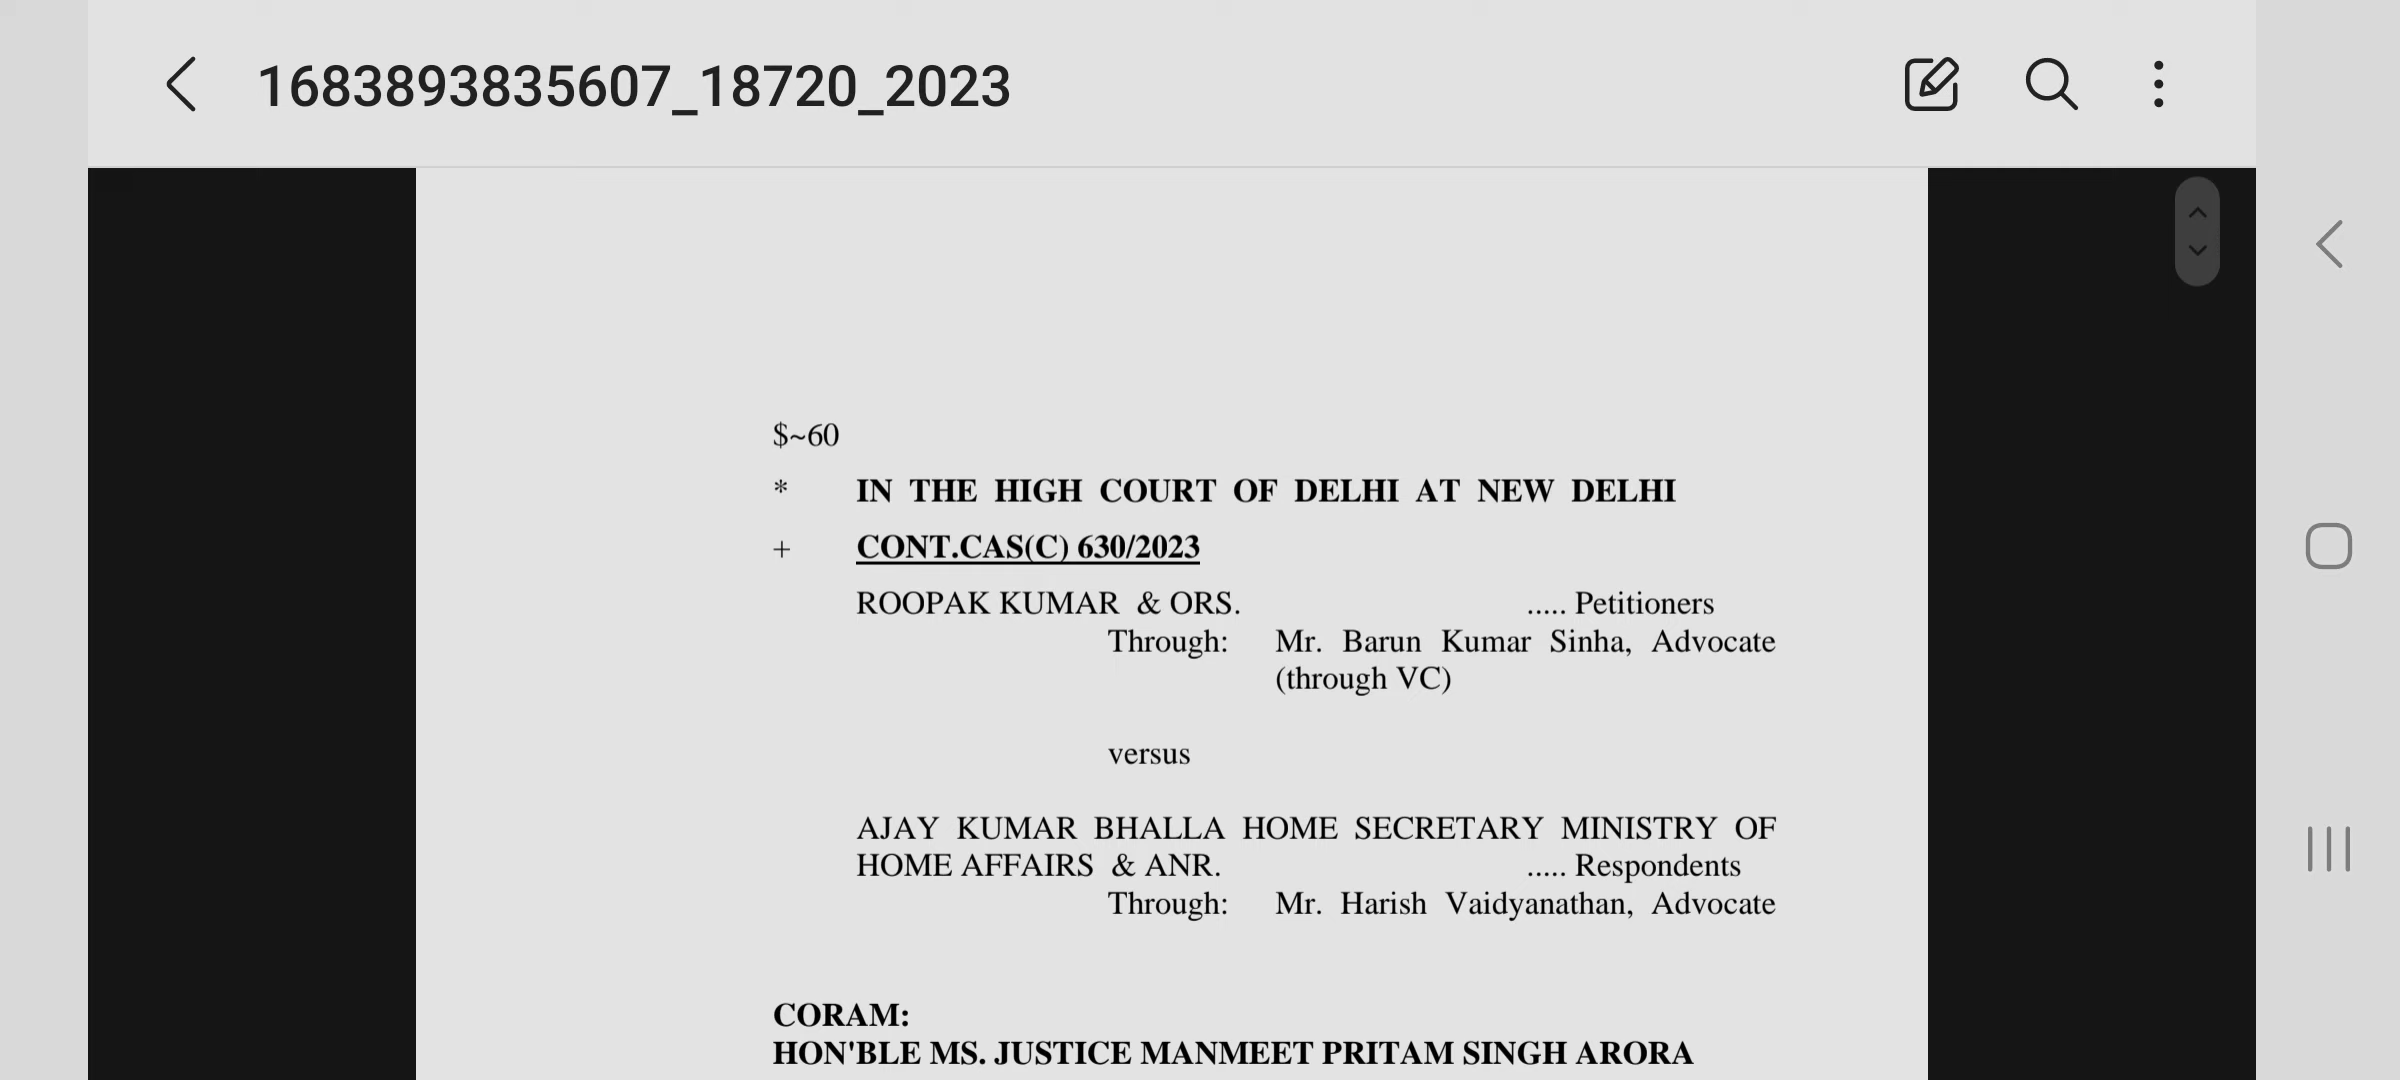 1683893835607_18720_2023
$~60
* IN THE HIGH COURT OF DELHI AT NEW DELHI
+ CONT.CAS(C) 630/2023
ROOPAK KUMAR & ORS. ..... Petitioners
Through: Mr. Barun Kumar Sinha, Advocate
(through VC)
versus
AJAY KUMAR BHALLA HOME SECRETARY MINISTRY OF
HOME AFFAIRS & ANR. ..... Respondents
Through: Mr. Harish Vaidyanathan, Advocate
CORAM:
HON'BLE MS. JUSTICE MANMEET PRITAM SINGH ARORA